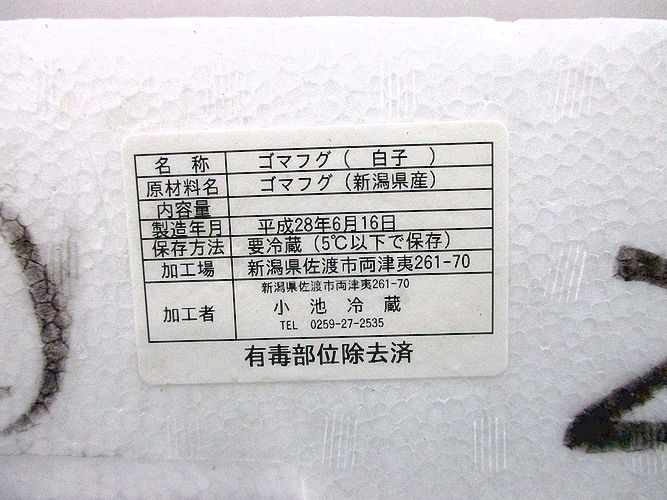 名 称 ゴマフグ( 白子 )
原材料名 ゴマフグ(新潟県産)
内容量
製造年月 平成28年6月16日
保存方法 要冷蔵(5℃以下で保存)
加工場 新潟県佐渡市両津夷261-70
新潟県佐渡市両津夷261-70
加工者 小 池 冷 蔵
TEL 0259-27-2535
有毒部位除去済
2